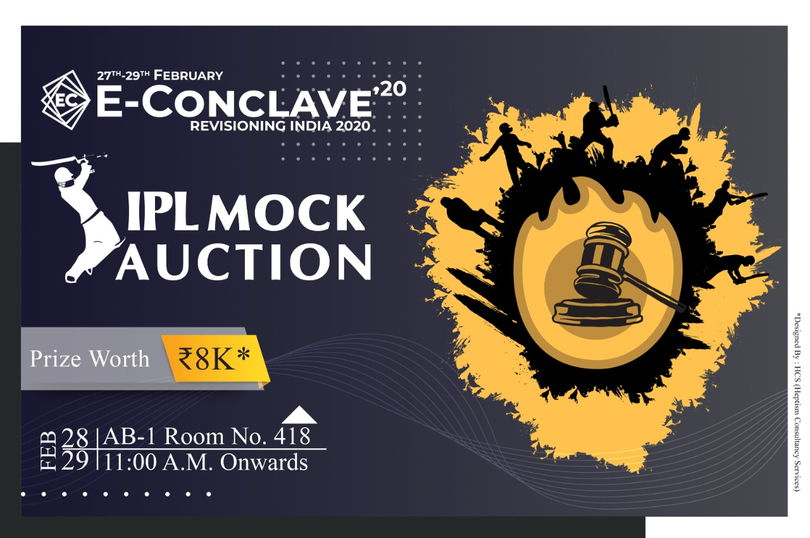 27TH-29TH FEBRUARY
EC
E-CONCLAVE'20
REVISIONING INDIA 2020
IPL MOCK
AUCTION
Prize Worth ₹8K*
FEB 28 29
AB-1 Room No. 418
11:00 A.M. Onwards
*Designed By : HCS (Heptism Consultancy Services)